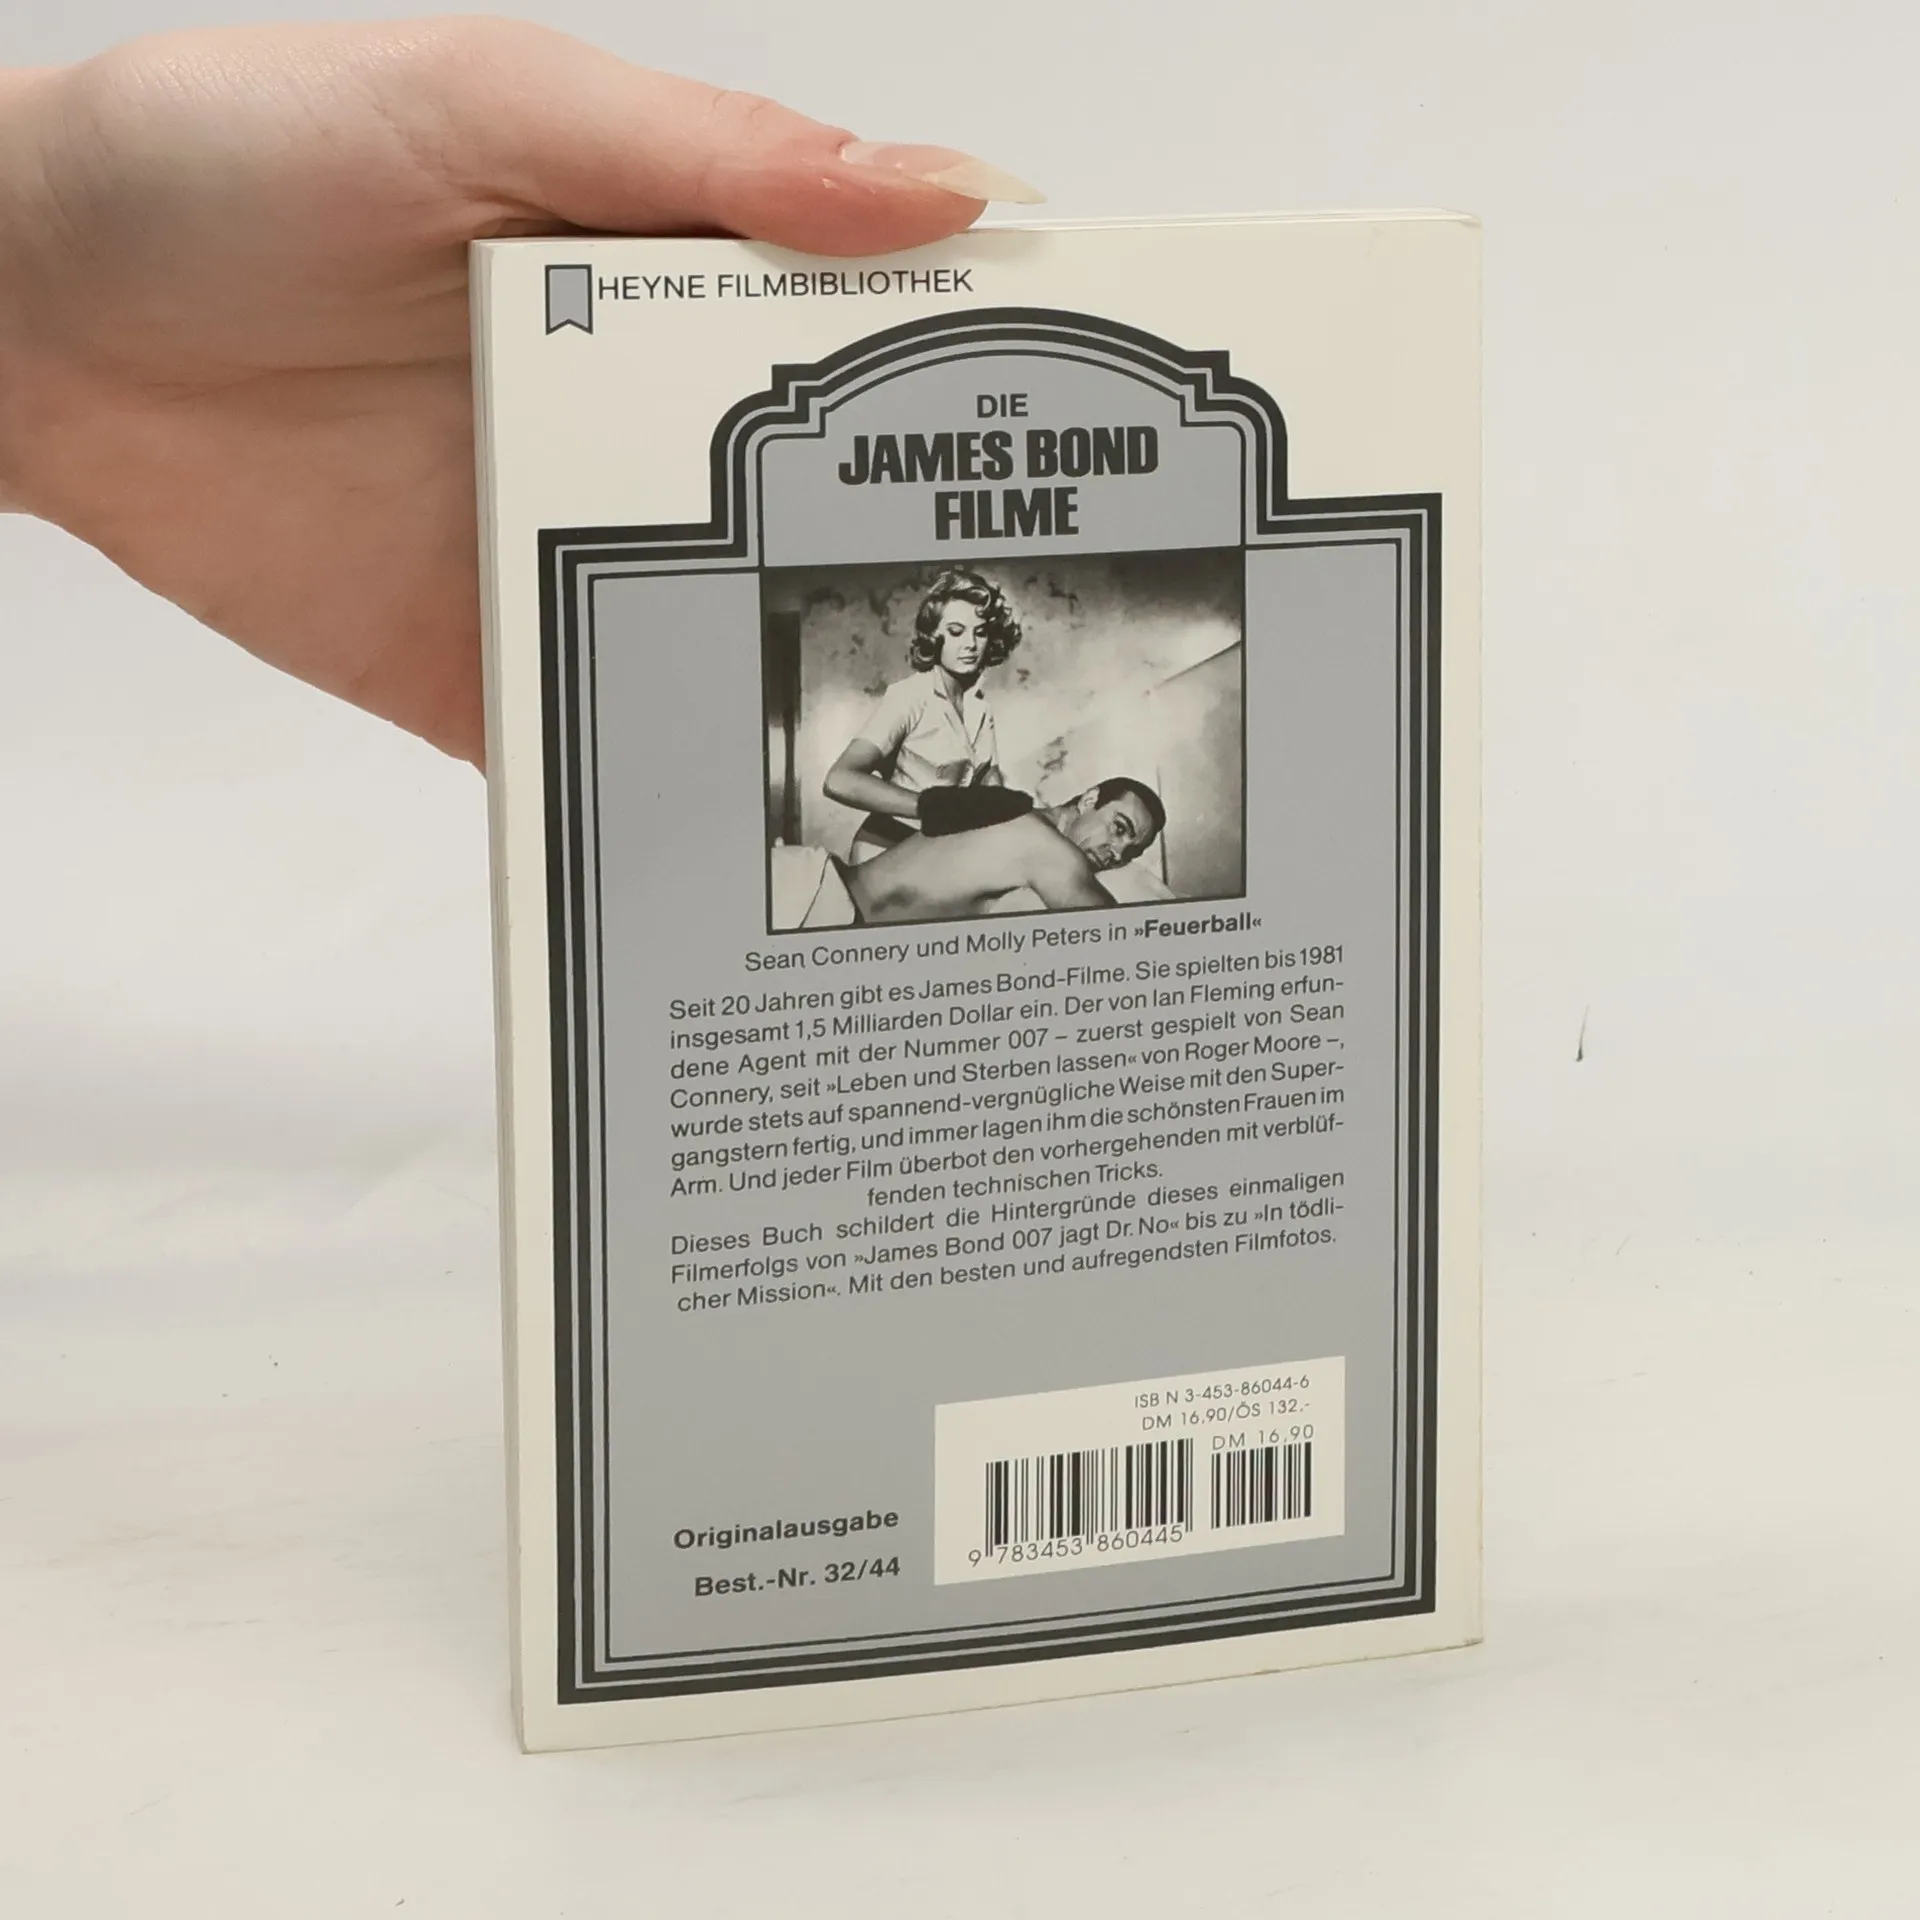 HEYNE FILMBIBLIOTHEK
DIE
JAMES BOND
FILME
Sean Connery und Molly Peters in »Feuerball«
Seit 20 Jahren gibt es James Bond-Filme. Sie spielten bis 1981
insgesamt 1,5 Milliarden Dollar ein. Der von Ian Fleming erfun-
dene Agent mit der Nummer 007 – zuerst gespielt von Sean
Connery, seit »Leben und Sterben lassen« von Roger Moore –,
wurde stets auf spannend-vergnügliche Weise mit den Super-
gangstern fertig, und immer lagen ihm die schönsten Frauen im
Arm. Und jeder Film überbot den vorhergehenden mit verblüf-
fenden technischen Tricks.
Dieses Buch schildert die Hintergründe dieses einmaligen
Filmerfolgs von »James Bond 007 jagt Dr. No« bis zu »In tödli-
cher Mission«. Mit den besten und aufregendsten Filmfotos.
ISBN 3-453-86044-6
DM 16.90/ÖS 132.-
DM 16.90
9 783453 860445
Originalausgabe
Best.-Nr. 32/44